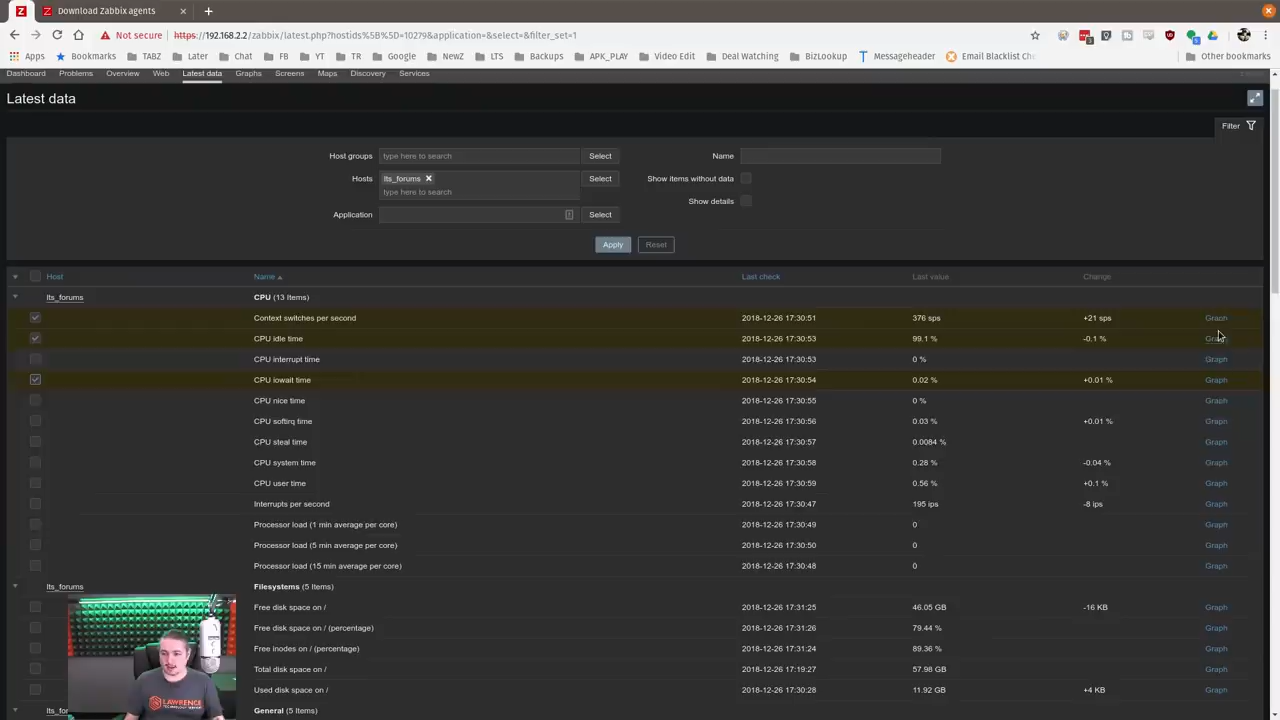 Download Zabbix agents
Not secure https://192.168.2.2/zabbix/latest.php?hostids%5B%5D=10279&application=&select=&filter_set=1
Apps Bookmarks TABZ Later Chat FB YT TR Google NewZ LTS Backups APK_PLAY Video Edit Deal Watching BizLookup Messageheader Email Blacklist Che Other bookmarks
Dashboard Problems Overview Web Latest data Graphs Screens Maps Discovery Services
Latest data
Filter
Host groups type here to search Select Name
Hosts lts_forums Select Show items without data
type here to search
Show details
Application Select
Apply Reset
Host Name Last check Last value Change
lts_forums CPU (13 Items)
Context switches per second 2018-12-26 17:30:51 376 sps +21 sps Graph
CPU idle time 2018-12-26 17:30:53 99.1 % -0.1 % Graph
CPU interrupt time 2018-12-26 17:30:53 0 % Graph
CPU iowait time 2018-12-26 17:30:54 0.02 % +0.01 % Graph
CPU nice time 2018-12-26 17:30:55 0 % Graph
CPU softirq time 2018-12-26 17:30:56 0.03 % +0.01 % Graph
CPU steal time 2018-12-26 17:30:57 0.0084 % Graph
CPU system time 2018-12-26 17:30:58 0.28 % -0.04 % Graph
CPU user time 2018-12-26 17:30:59 0.56 % +0.1 % Graph
Interrupts per second 2018-12-26 17:30:47 195 ips -8 ips Graph
Processor load (1 min average per core) 2018-12-26 17:30:49 0 Graph
Processor load (5 min average per core) 2018-12-26 17:30:50 0 Graph
Processor load (15 min average per core) 2018-12-26 17:30:48 0 Graph
lts_forums Filesystems (5 Items)
Free disk space on / 2018-12-26 17:31:25 46.05 GB -16 KB Graph
Free disk space on / (percentage) 2018-12-26 17:31:26 79.44 % Graph
Free inodes on / (percentage) 2018-12-26 17:31:24 89.36 % Graph
Total disk space on / 2018-12-26 17:19:27 57.98 GB Graph
Used disk space on / 2018-12-26 17:30:28 11.92 GB +4 KB Graph
General (5 Items)
LAWRENCE